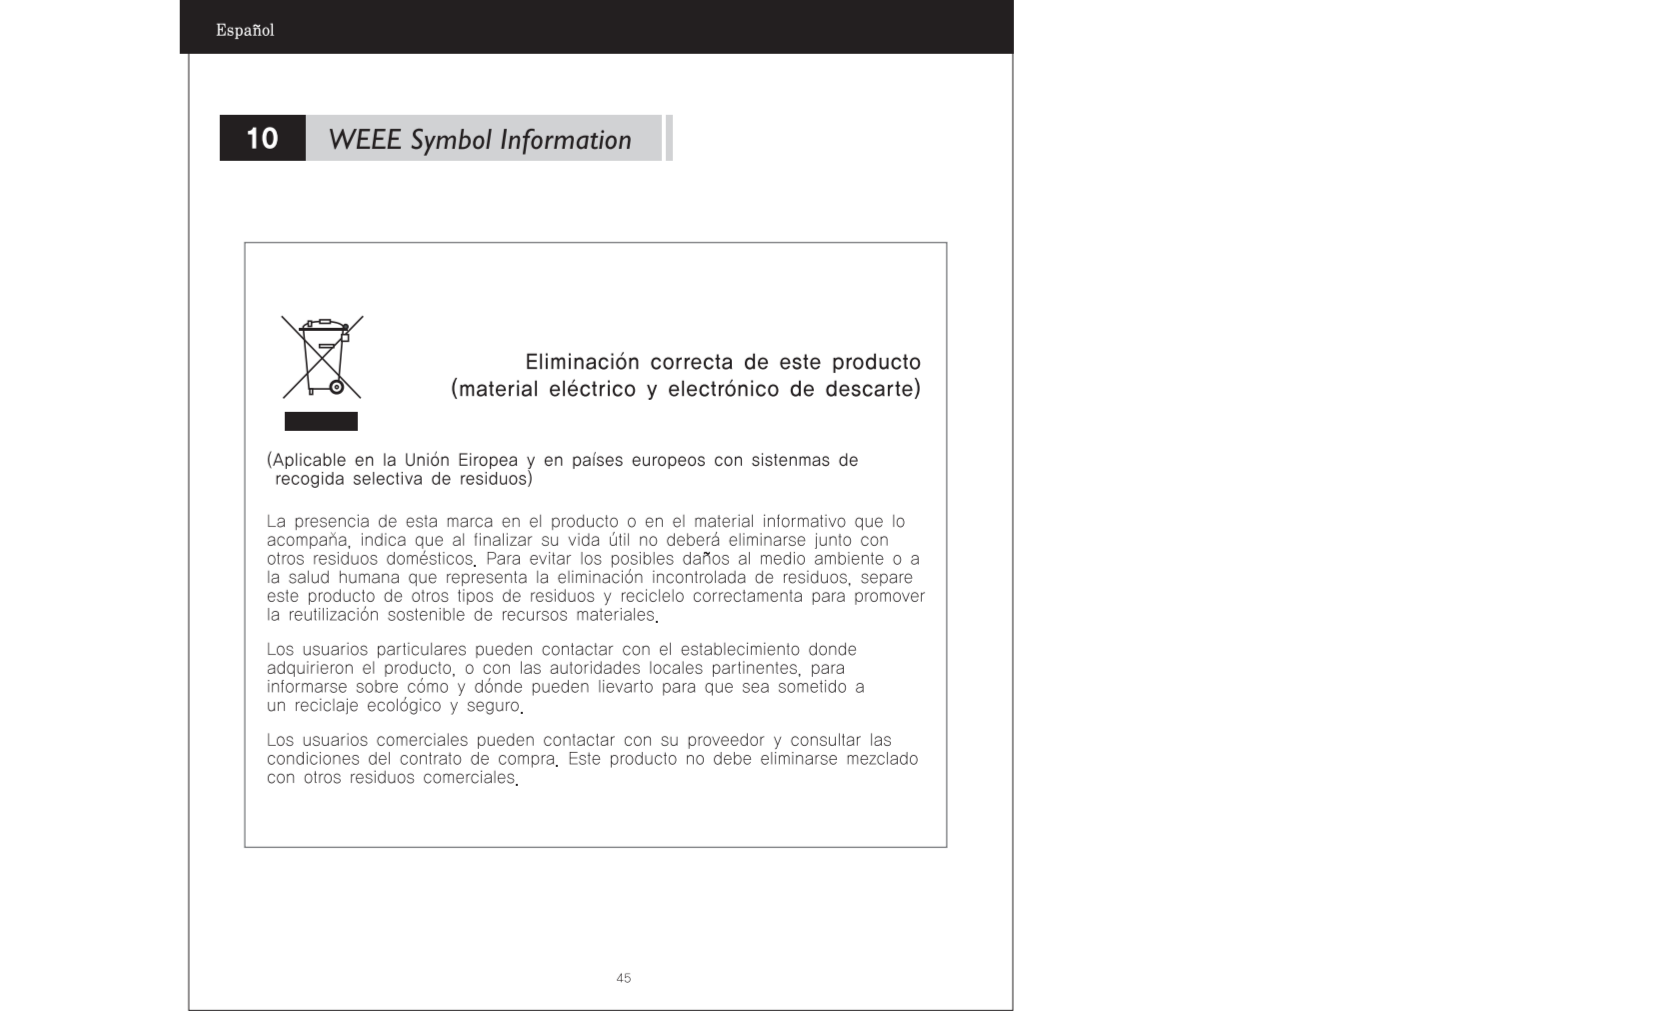 Español
10 WEEE Symbol Information
Eliminación correcta de este producto
(material eléctrico y electrónico de descarte)
(Aplicable en la Unión Eiropea y en países europeos con sistenmas de
recogida selectiva de residuos)
La presencia de esta marca en el producto o en el material informativo que lo
acompaña, indica que al finalizar su vida útil no deberá eliminarse junto con
otros residuos domésticos. Para evitar los posibles daños al medio ambiente o a
la salud humana que representa la eliminación incontrolada de residuos, separe
este producto de otros tipos de residuos y reciclelo correctamenta para promover
la reutilización sostenible de recursos materiales.
Los usuarios particulares pueden contactar con el establecimiento donde
adquirieron el producto, o con las autoridades locales partinentes, para
informarse sobre cómo y dónde pueden lievarto para que sea sometido a
un reciclaje ecológico y seguro.
Los usuarios comerciales pueden contactar con su proveedor y consultar las
condiciones del contrato de compra. Este producto no debe eliminarse mezclado
con otros residuos comerciales.
45